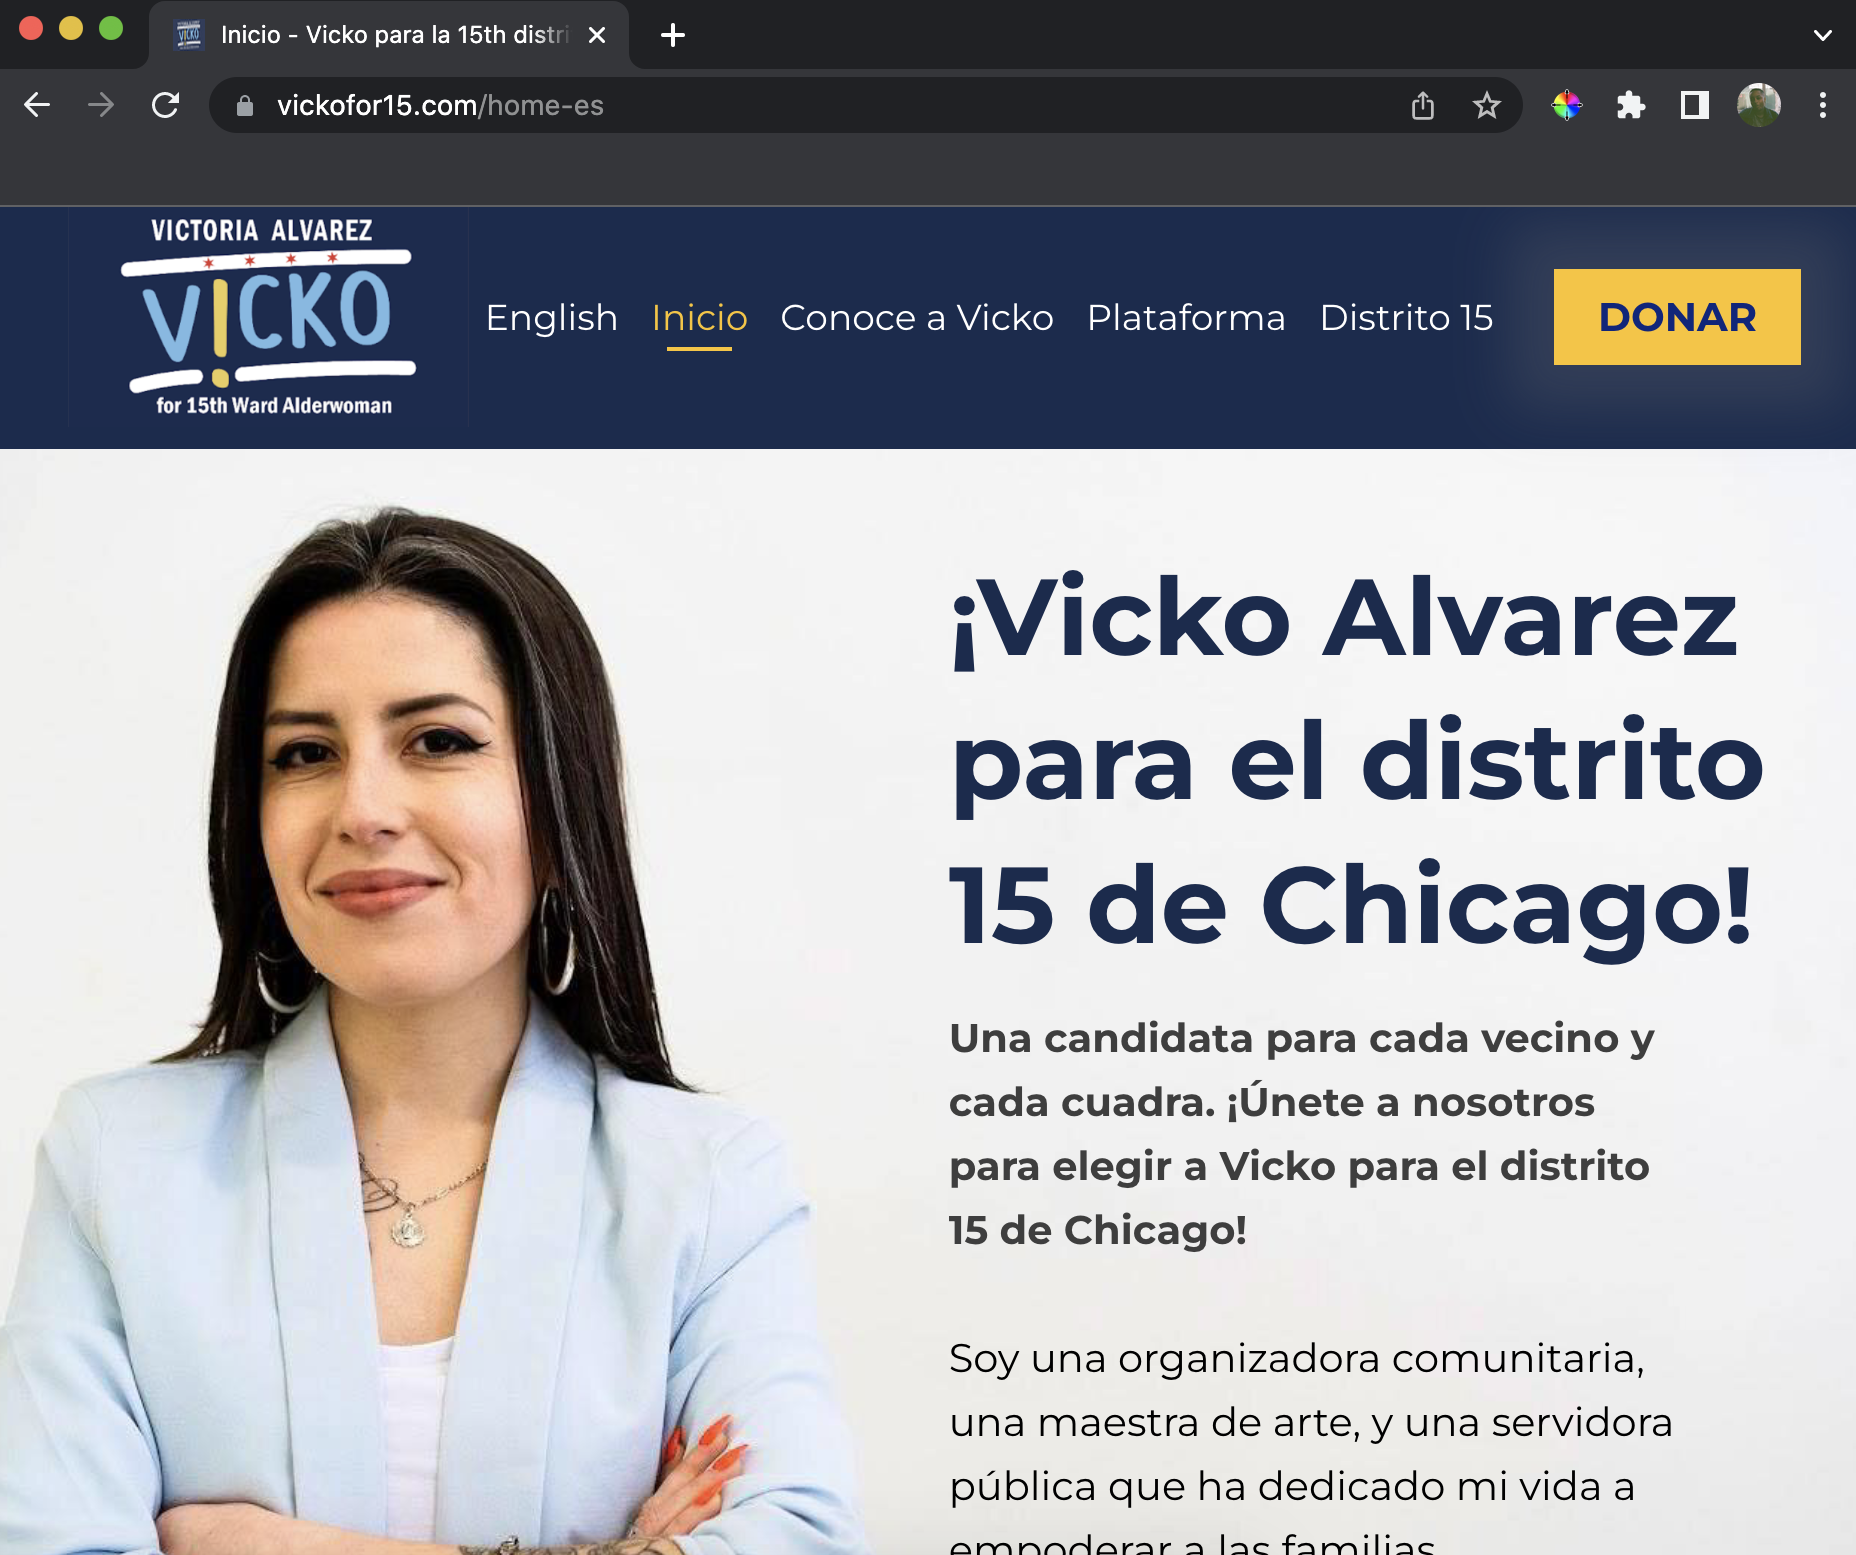 Inicio - Vicko para la 15th distri
vickofor15.com/home-es
VICTORIA ALVAREZ
VICKO
for 15th Ward Alderwoman
English Inicio Conoce a Vicko Plataforma Distrito 15 DONAR
¡Vicko Alvarez
para el distrito
15 de Chicago!
Una candidata para cada vecino y
cada cuadra. ¡Únete a nosotros
para elegir a Vicko para el distrito
15 de Chicago!
Soy una organizadora comunitaria,
una maestra de arte, y una servidora
pública que ha dedicado mi vida a
empoderar a las familias